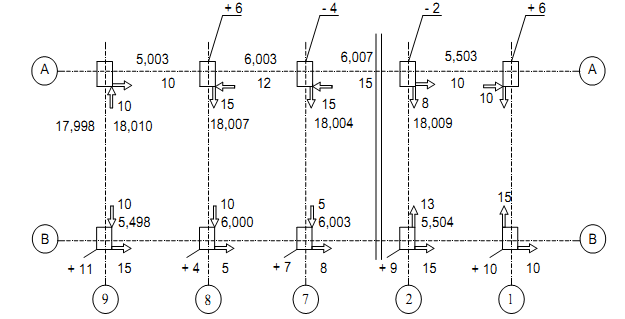 + 6 - 4 - 2 + 6
5,003 6,003 6,007 5,503
A 10 12 15 10 A
10 15 15 8 10
17,998 18,010 18,007 18,004 18,009
10 10 5 13 15
5,498 6,000 6,003 5,504
B B
+ 11 15 + 4 5 + 7 8 + 9 15 + 10 10
9 8 7 2 1